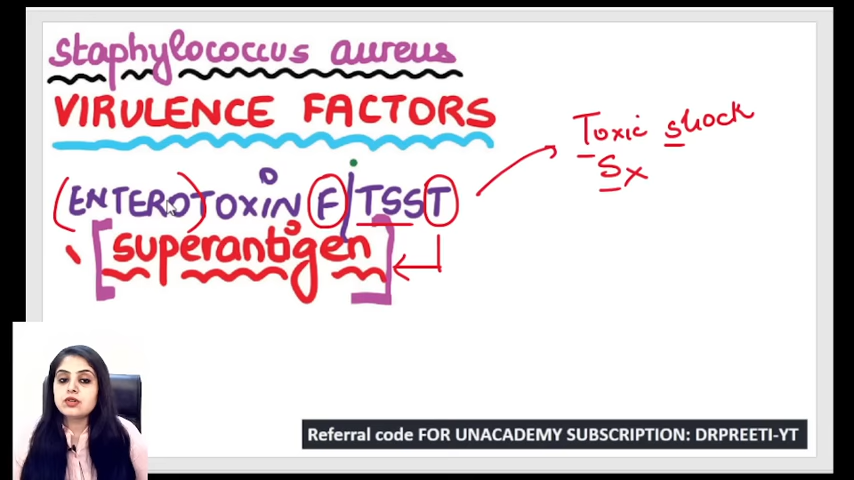 Staphylococcus aureus
VIRULENCE FACTORS
(ENTEROTOXIN F/TSST
[superantigen]
Toxic shock
Sx
Referral code FOR UNACADEMY SUBSCRIPTION: DRPREETI-YT